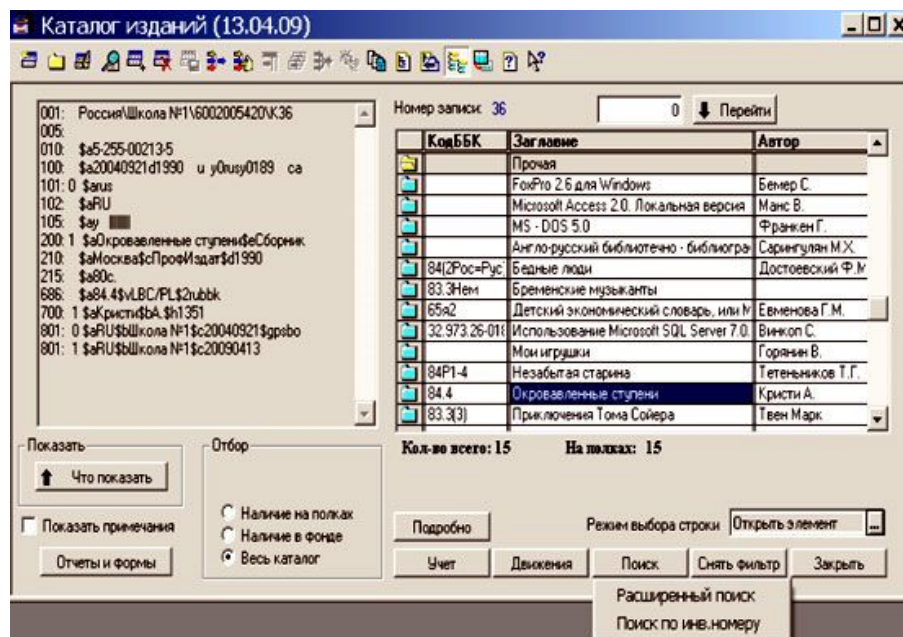 Каталог изданий (13.04.09)
001: Россия\Школа №1\6002005420\К36
005:
010: $a5-255-00213-5
100: $a20040921d1990 u y0rusy0189 ca
101: 0 $arus
102: $aRU
105: $ay
200: 1 $aОкровавленные ступени$eСборник
210: $aМосква$cПрофИздат$d1990
215: $a80с.
686: $a84.4$vLBC/PL$2rubbk
700: 1 $aКристи$bА.$h1351
801: 0 $aRU$bШкола №1$c20040921$gpsbo
801: 1 $aRU$bШкола №1$c20090413
Номер записи: 36
0 Перейти
КодББК Заглавие Автор
Прочая
FoxPro 2.6 для Windows Бемер С.
Microsoft Access 2.0. Локальная версия Манс В.
MS - DOS 5.0 Франкен Г.
Англо-русский библиотечно - библиогра Сарингулян М.Х.
84(2Рос=Рус) Бедные люди Достоевский Ф.М
83.3Нем Бременские музыканты
65я2 Детский экономический словарь, или М Евменова Г.М.
32.973.26-018 Использование Microsoft SQL Server 7.0. Винкоп С.
Мои игрушки Горянин В.
84Р1-4 Незабытая старина Тетеньников Т.Г.
84.4 Окровавленные ступени Кристи А.
83.3(3) Приключения Тома Сойера Твен Марк
Кол-во всего: 15 На полках: 15
Показать
Что показать
Показать примечания
Отчеты и формы
Отбор
Наличие на полках
Наличие в фонде
Весь каталог
Подробно
Режим выбора строки Открыть элемент ...
Учет Движения Поиск Снять фильтр Закрыть
Расширенный поиск
Поиск по инв.номеру